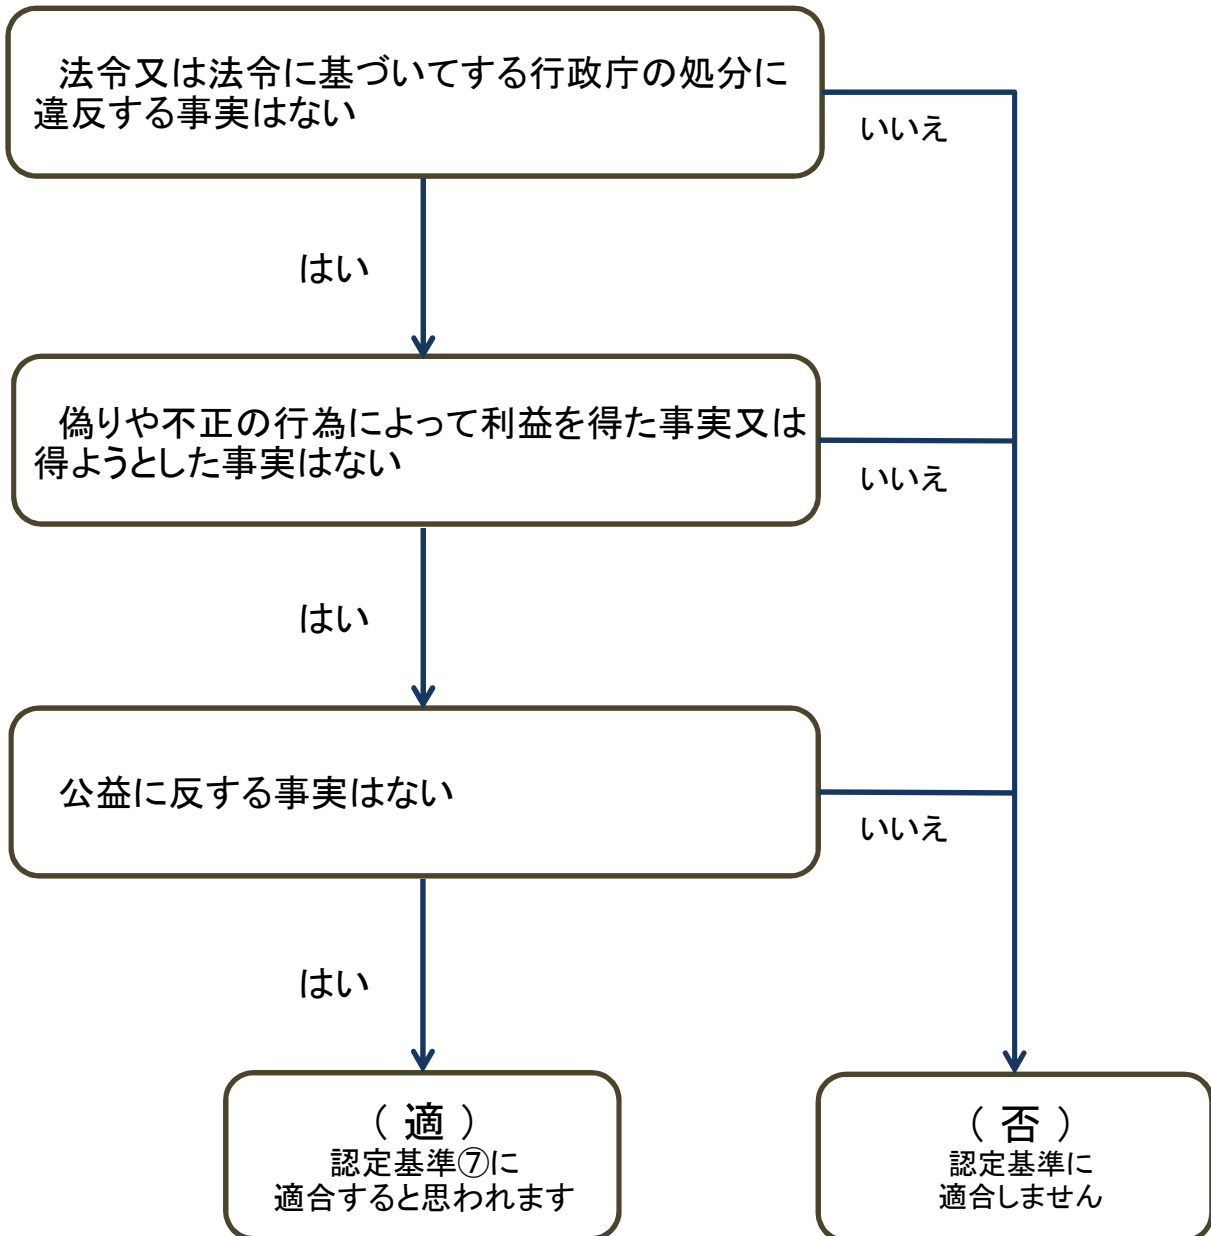 法令又は法令に基づいてする行政庁の処分に
違反する事実はない
いいえ
はい
偽りや不正の行為によって利益を得た事実又は
得ようとした事実はない
いいえ
はい
公益に反する事実はない
いいえ
はい
（ 適 ）
認定基準⑦に
適合すると思われます
（ 否 ）
認定基準に
適合しません